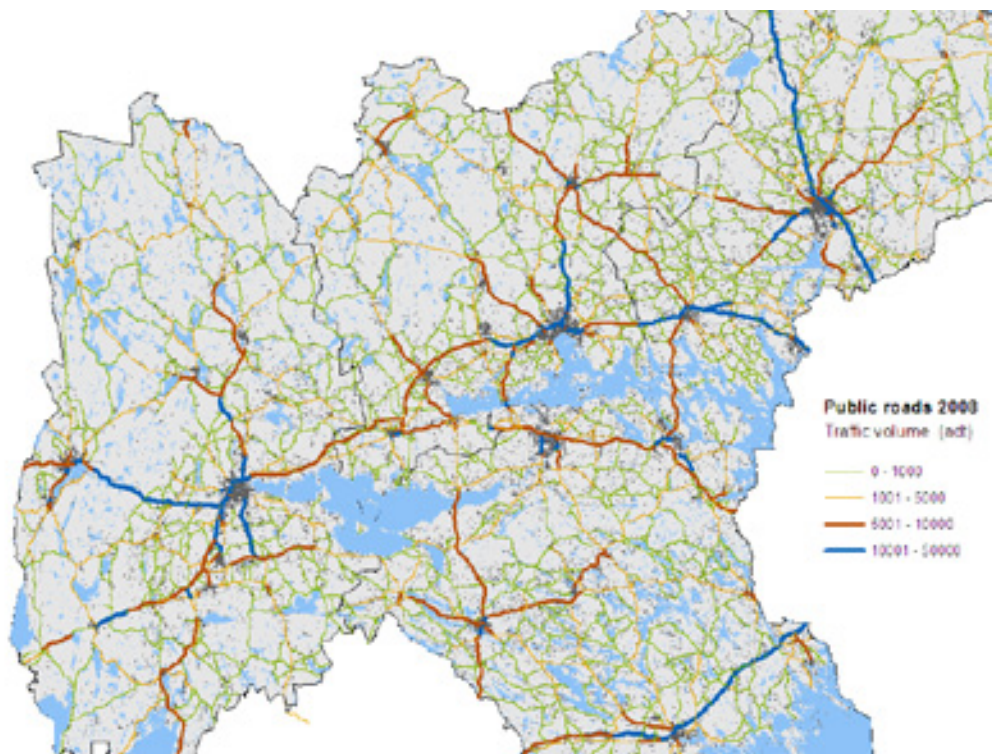 Public roads 2008
Traffic volume (adt)
0 - 1000
1001 - 5000
5001 - 10000
10001 - 50000